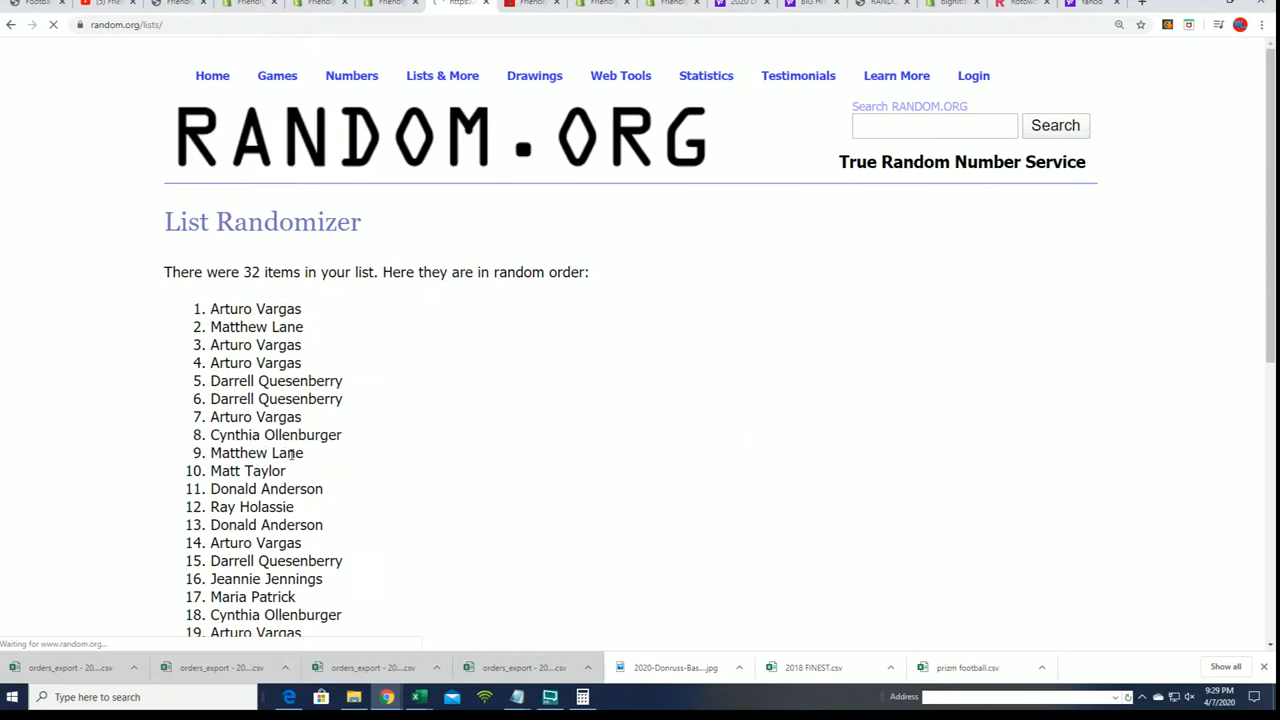 random.org/lists/
Home Games Numbers Lists & More Drawings Web Tools Statistics Testimonials Learn More Login
RANDOM.ORG
Search RANDOM.ORG
Search
True Random Number Service
List Randomizer
There were 32 items in your list. Here they are in random order:
1. Arturo Vargas
2. Matthew Lane
3. Arturo Vargas
4. Arturo Vargas
5. Darrell Quesenberry
6. Darrell Quesenberry
7. Arturo Vargas
8. Cynthia Ollenburger
9. Matthew Lane
10. Matt Taylor
11. Donald Anderson
12. Ray Holassie
13. Donald Anderson
14. Arturo Vargas
15. Darrell Quesenberry
16. Jeannie Jennings
17. Maria Patrick
18. Cynthia Ollenburger
19. Arturo Vargas
Waiting for www.random.org...
orders_export - 20....csv orders_export - 20....csv orders_export - 20....csv orders_export - 20....csv 2020-Donruss-Bas....jpg 2018 FINEST.csv prizm football.csv Show all
Type here to search Address 9:29 PM
4/7/2020